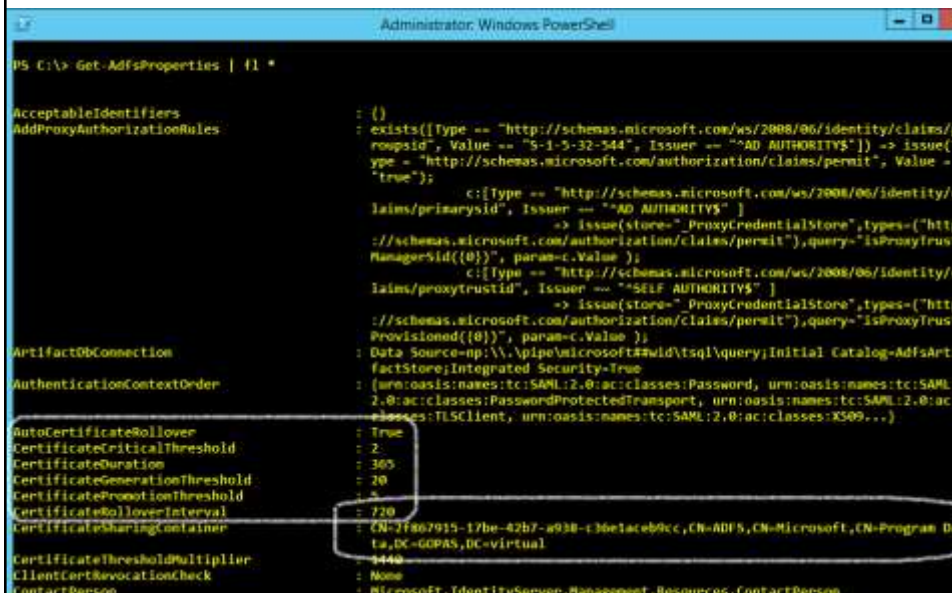 Administrator: Windows PowerShell
PS C:\> Get-AdfsProperties | fl *
AcceptableIdentifiers : {}
AddProxyAuthorizationRules : exists([Type == "http://schemas.microsoft.com/ws/2008/06/identity/claims/
roupsid", Value == "S-1-5-32-544", Issuer =~ "^AD AUTHORITY$"]) => issue(
ype = "http://schemas.microsoft.com/authorization/claims/permit", Value =
"true");
c:[Type == "http://schemas.microsoft.com/ws/2008/06/identity/
laims/primarysid", Issuer =~ "^AD AUTHORITY$" ]
=> issue(store="_ProxyCredentialStore",types=("htt
://schemas.microsoft.com/authorization/claims/permit"),query="isProxyTrus
ManagerSid({0})", param=c.Value );
c:[Type == "http://schemas.microsoft.com/ws/2008/06/identity/
laims/proxytrustid", Issuer =~ "^SELF AUTHORITY$" ]
=> issue(store="_ProxyCredentialStore",types=("htt
://schemas.microsoft.com/authorization/claims/permit"),query="isProxyTrus
Provisioned({0})", param=c.Value );
ArtifactDbConnection : Data Source=np:\\.\pipe\microsoft##wid\tsql\query;Initial Catalog=AdfsArt
factStore;Integrated Security=True
AuthenticationContextOrder : {urn:oasis:names:tc:SAML:2.0:ac:classes:Password, urn:oasis:names:tc:SAML
2.0:ac:classes:PasswordProtectedTransport, urn:oasis:names:tc:SAML:2.0:ac
classes:TLSClient, urn:oasis:names:tc:SAML:2.0:ac:classes:X509...}
AutoCertificateRollover : True
CertificateCriticalThreshold : 2
CertificateDuration : 365
CertificateGenerationThreshold : 20
CertificatePromotionThreshold :
CertificateRolloverInterval : 720
CertificateSharingContainer : CN=2f867915-17be-42b7-a938-c36e1aceb9cc,CN=ADFS,CN=Microsoft,CN=Program D
ta,DC=GOPAS,DC=virtual
CertificateThresholdMultiplier : 1440
ClientCertRevocationCheck : None
ContactPerson : Microsoft.IdentityServer.Management.Resources.ContactPerson